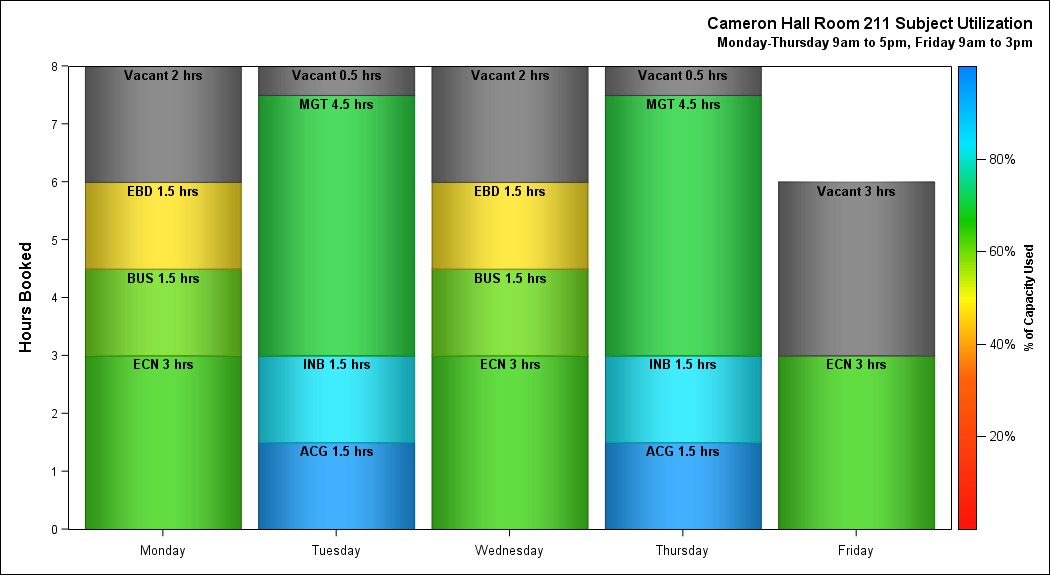 Cameron Hall Room 211 Subject Utilization
Monday-Thursday 9am to 5pm, Friday 9am to 3pm
Hours Booked
8
7
6
5
4
3
2
1
0
Vacant 2 hrs
EBD 1.5 hrs
BUS 1.5 hrs
ECN 3 hrs
Monday
Vacant 0.5 hrs
MGT 4.5 hrs
INB 1.5 hrs
ACG 1.5 hrs
Tuesday
Vacant 2 hrs
EBD 1.5 hrs
BUS 1.5 hrs
ECN 3 hrs
Wednesday
Vacant 0.5 hrs
MGT 4.5 hrs
INB 1.5 hrs
ACG 1.5 hrs
Thursday
Vacant 3 hrs
ECN 3 hrs
Friday
80%
60%
40%
20%
% of Capacity Used